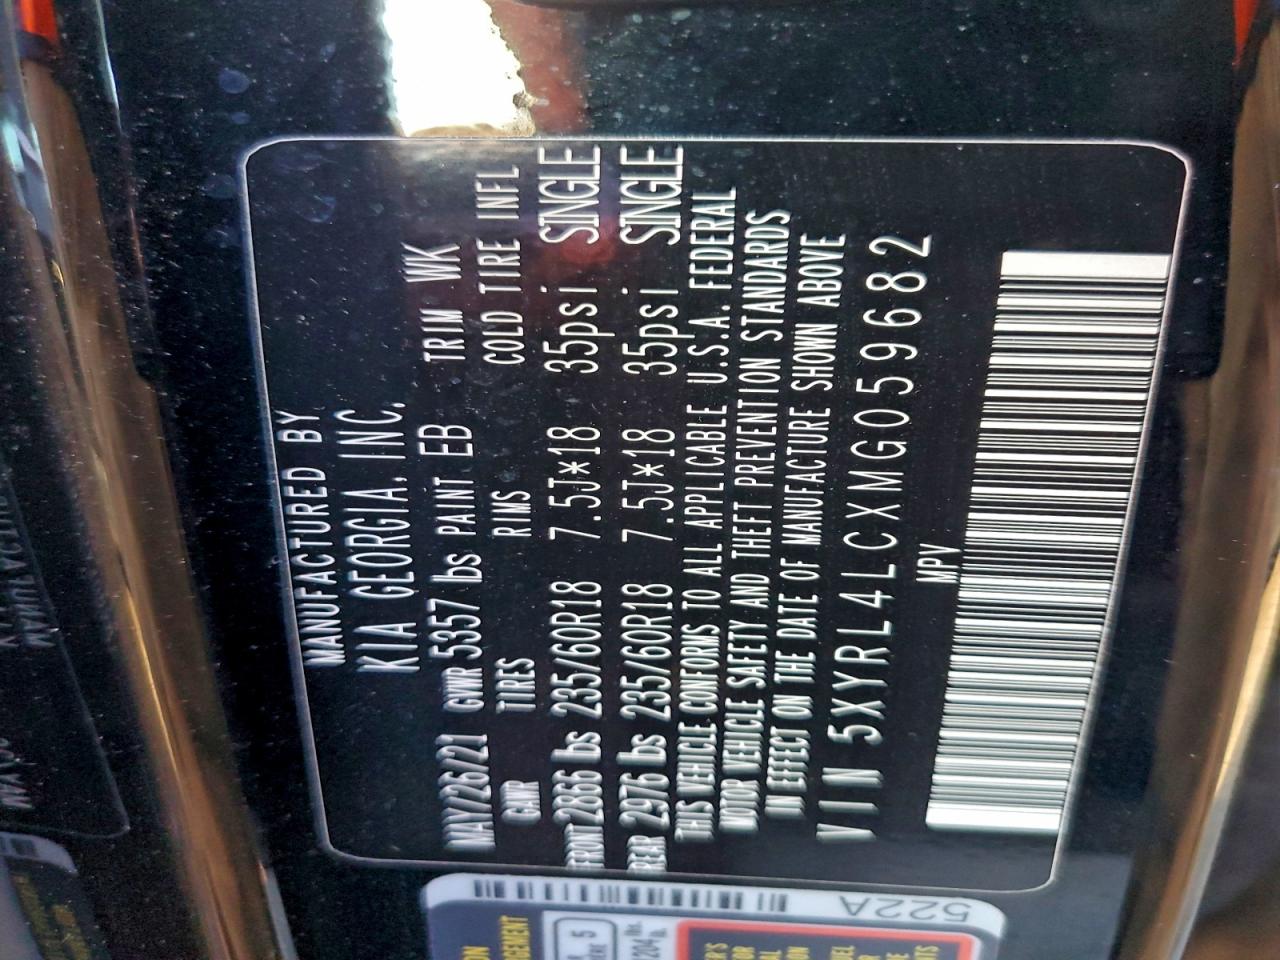 MANUFACTURED BY
KIA GEORGIA, INC.
MAY/26/21 GVWR 5357 lbs PAINT EB TRIM WK
GAWR TIRES RIMS COLD TIRE INFL
FRONT 2866 lbs 235/60R18 7.5J*18 35psi SINGLE
REAR 2976 lbs 235/60R18 7.5J*18 35psi SINGLE
THIS VEHICLE CONFORMS TO ALL APPLICABLE U.S.A. FEDERAL
MOTOR VEHICLE SAFETY AND THEFT PREVENTION STANDARDS
IN EFFECT ON THE DATE OF MANUFACTURE SHOWN ABOVE
VIN 5XYRL4LCXMG059682
MPV
522A
5
1204 lbs.